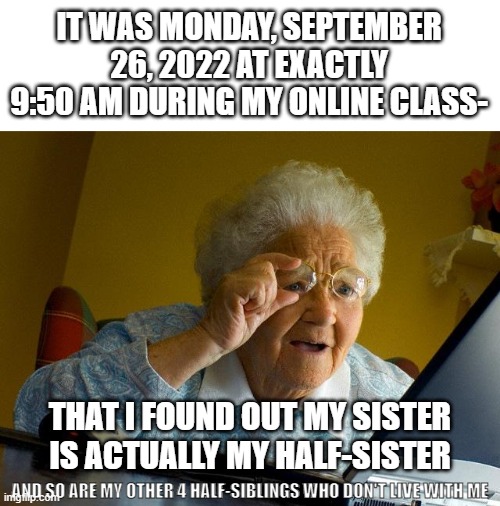 IT WAS MONDAY, SEPTEMBER
26, 2022 AT EXACTLY
9:50 AM DURING MY ONLINE CLASS-
THAT I FOUND OUT MY SISTER
IS ACTUALLY MY HALF-SISTER
AND SO ARE MY OTHER 4 HALF-SIBLINGS WHO DON'T LIVE WITH ME
imgflip.com